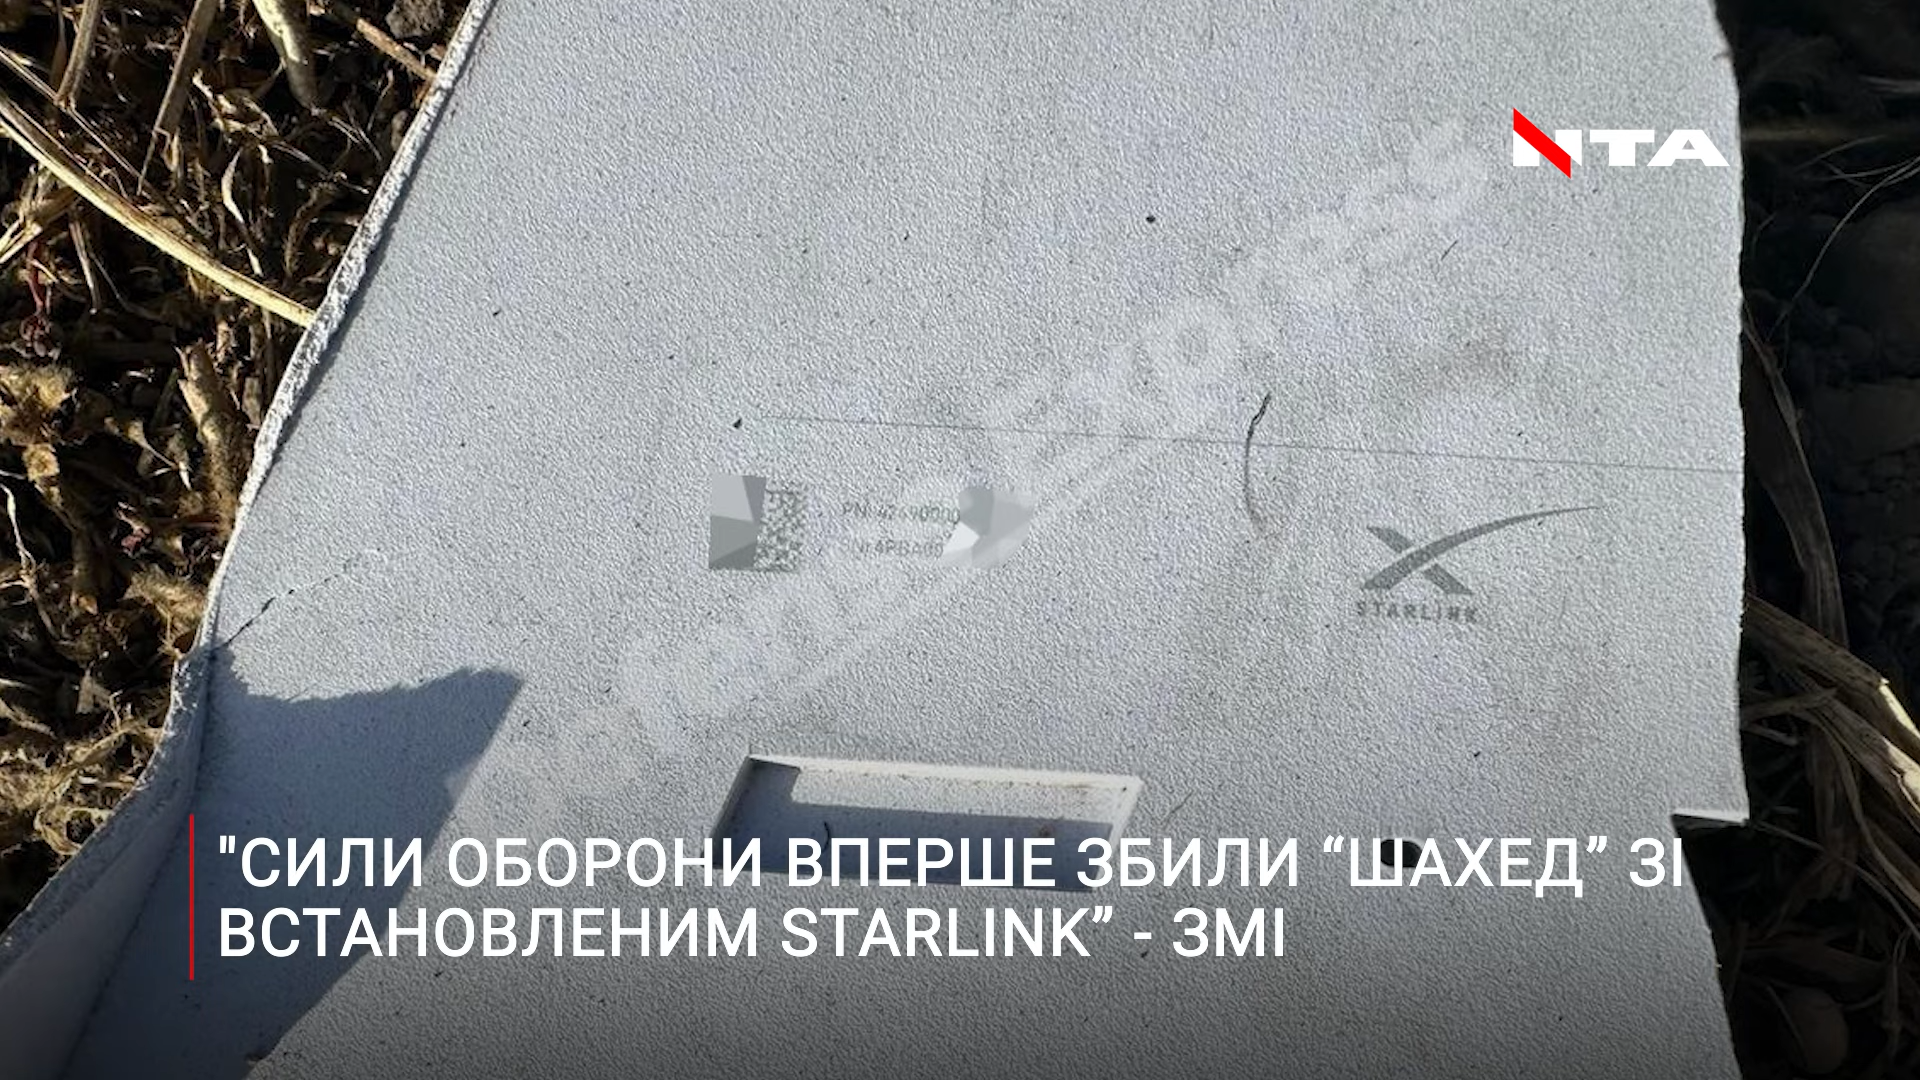 NTA
STARLINK
"СИЛИ ОБОРОНИ ВПЕРШЕ ЗБИЛИ “ШАХЕД” ЗІ
ВСТАНОВЛЕНИМ STARLINK” - ЗМІ